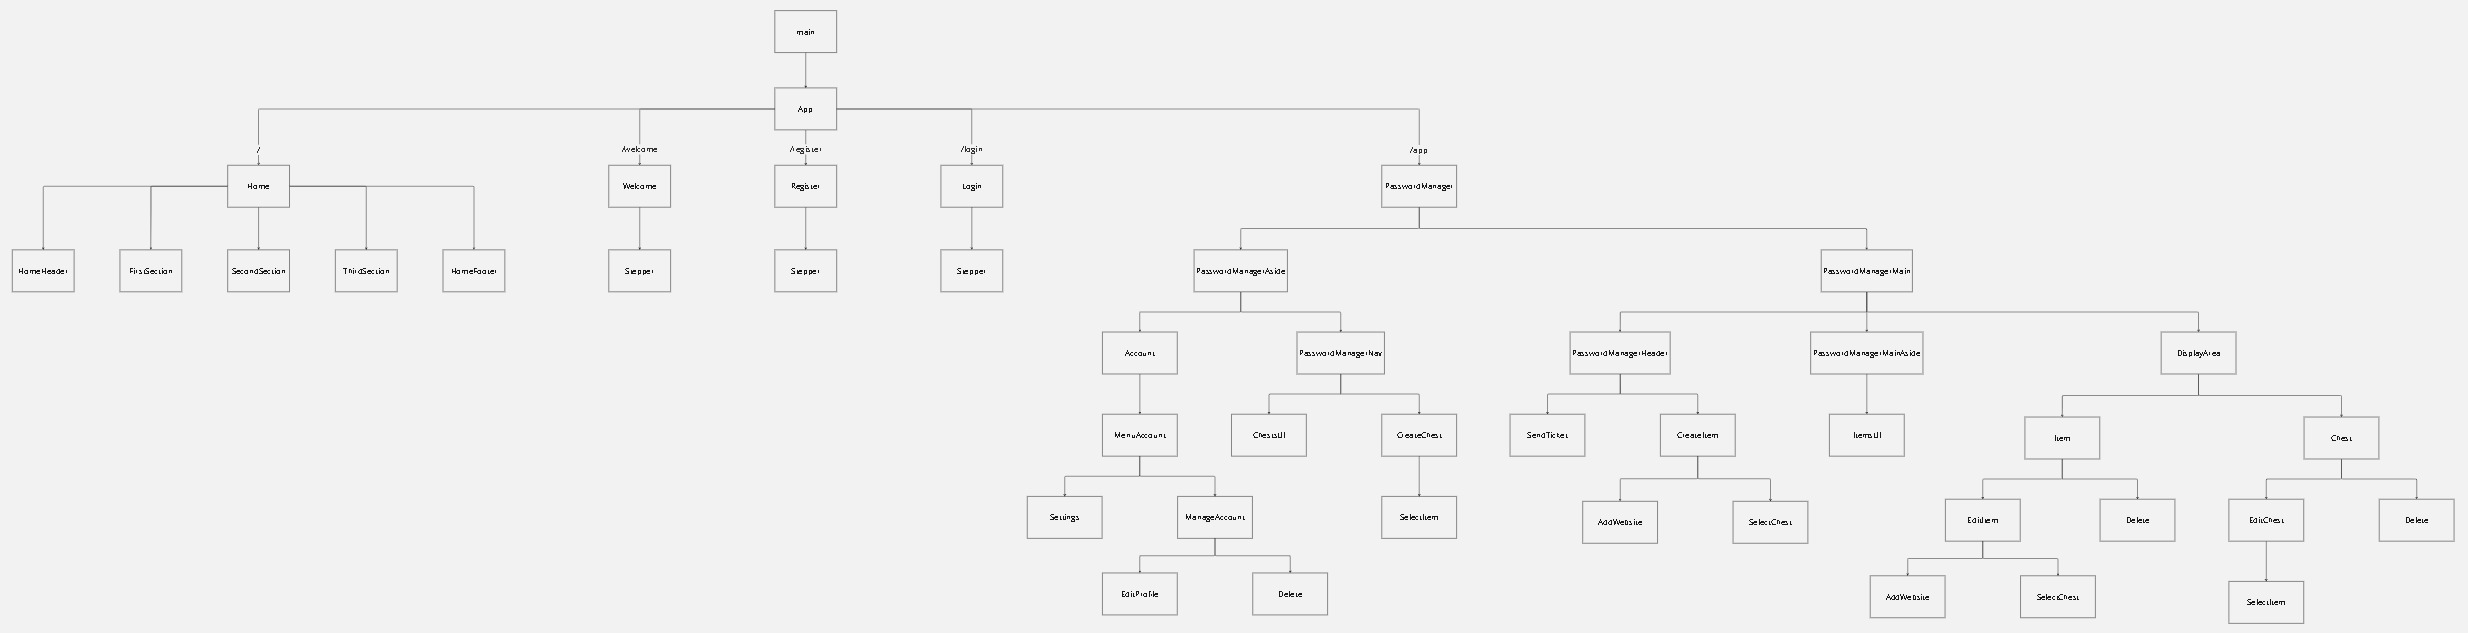 main
App
/
/welcome
/register
/login
/app
Home
Welcome
Register
Login
PasswordManager
HomeHeader
FirstSection
SecondSection
ThirdSection
HomeFooter
Stepper
Stepper
Stepper
PasswordManagerAside
PasswordManagerMain
Account
PasswordManagerNav
PasswordManagerHeader
PasswordManagerMainAside
DisplayArea
MenuAccount
ChestsUl
CreateChest
SendTicket
CreateItem
ItemsUl
Item
Chest
Settings
ManageAccount
SelectItem
AddWebsite
SelectChest
EditItem
Delete
EditChest
Delete
EditProfile
Delete
AddWebsite
SelectChest
SelectItem